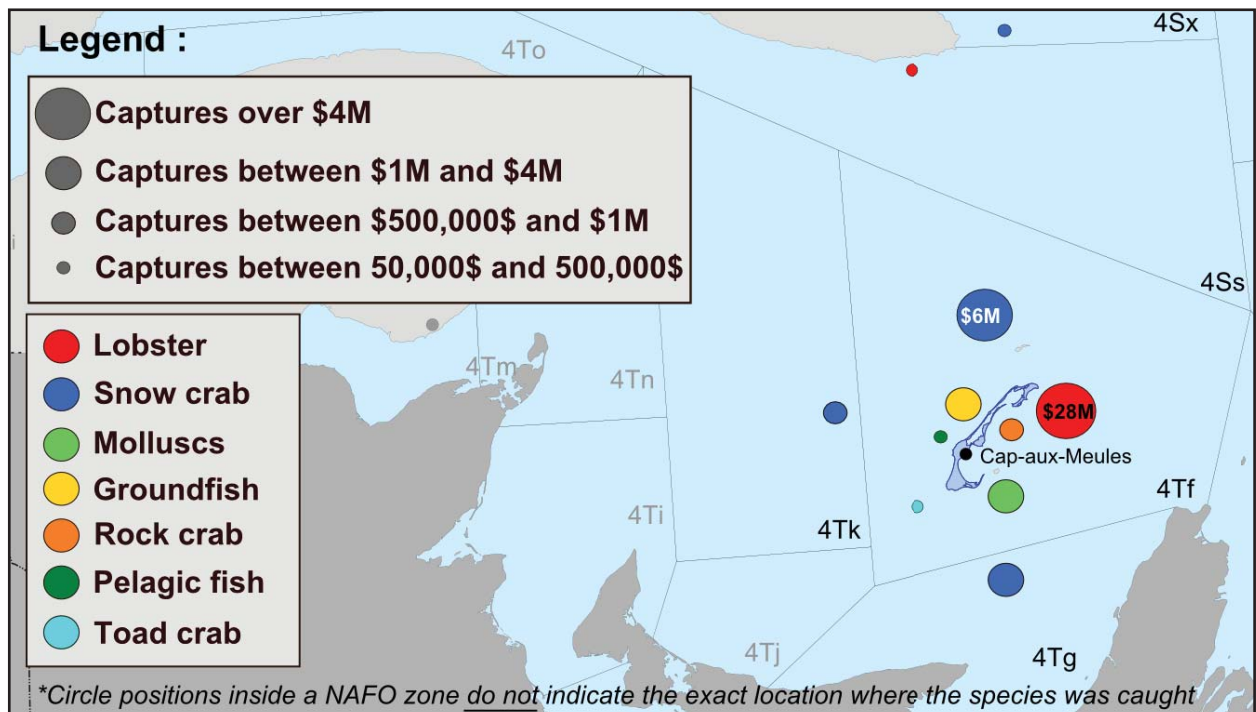 Legend :
Captures over $4M
Captures between $1M and $4M
Captures between $500,000$ and $1M
Captures between 50,000$ and 500,000$
Lobster
Snow crab
Molluscs
Groundfish
Rock crab
Pelagic fish
Toad crab
4To
4Sx
4Ss
$6M
4Tm
4Tn
$28M
Cap-aux-Meules
4Ti
4Tk
4Tf
4Tj
4Tg
*Circle positions inside a NAFO zone do not indicate the exact location where the species was caught